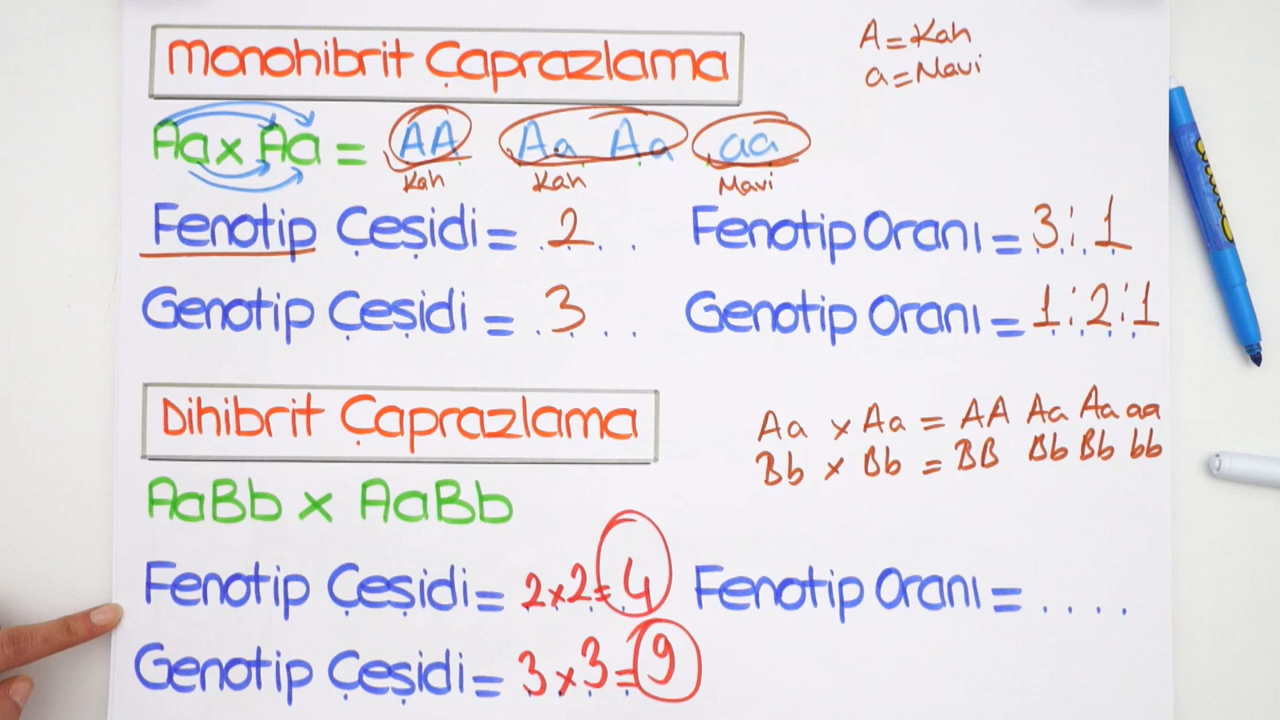 Monohibrit Çaprazlama
A=Kah
a=Mavi
Aa x Aa = AA Aa Aa aa
Kah Kah Mavi
Fenotip Çeşidi = 2 Fenotip Oranı = 3:1
Genotip Çeşidi = 3 Genotip Oranı = 1:2:1
Dihibrit Çaprazlama
Aa x Aa = AA Aa Aa aa
Bb x Bb = BB Bb Bb bb
AaBb x AaBb
Fenotip Çeşidi = 2x2=4 Fenotip Oranı = ....
Genotip Çeşidi = 3x3=9